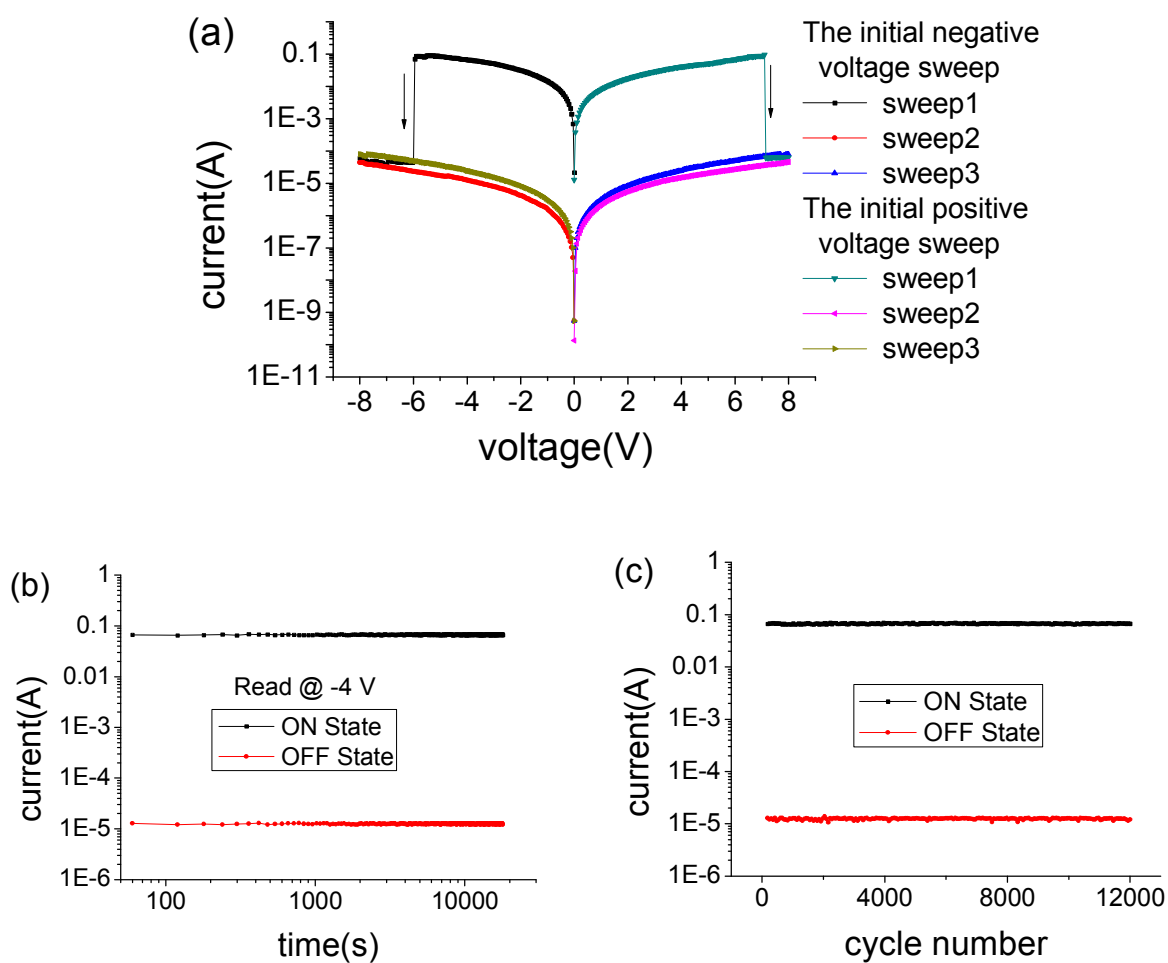 (a)
0.1
1E-3
1E-5
1E-7
1E-9
1E-11
current(A)
-8 -6 -4 -2 0 2 4 6 8
voltage(V)
The initial negative
voltage sweep
sweep1
sweep2
sweep3
The initial positive
voltage sweep
sweep1
sweep2
sweep3
(b)
1
0.1
0.01
1E-3
1E-4
1E-5
1E-6
current(A)
Read @ -4 V
ON State
OFF State
100 1000 10000
time(s)
(c)
1
0.1
0.01
1E-3
1E-4
1E-5
1E-6
current(A)
ON State
OFF State
0 4000 8000 12000
cycle number